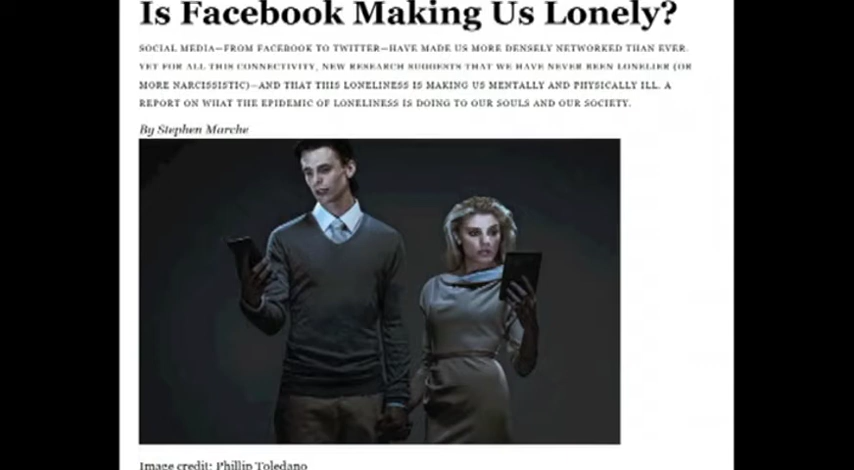 Is Facebook Making Us Lonely?
SOCIAL MEDIA—FROM FACEBOOK TO TWITTER—HAVE MADE US MORE DENSELY NETWORKED THAN EVER.
YET FOR ALL THIS CONNECTIVITY, NEW RESEARCH SUGGESTS THAT WE HAVE NEVER BEEN LONELIER (OR
MORE NARCISSISTIC)—AND THAT THIS LONELINESS IS MAKING US MENTALLY AND PHYSICALLY ILL. A
REPORT ON WHAT THE EPIDEMIC OF LONELINESS IS DOING TO OUR SOULS AND OUR SOCIETY.
By Stephen Marche
Image credit: Phillip Toledano